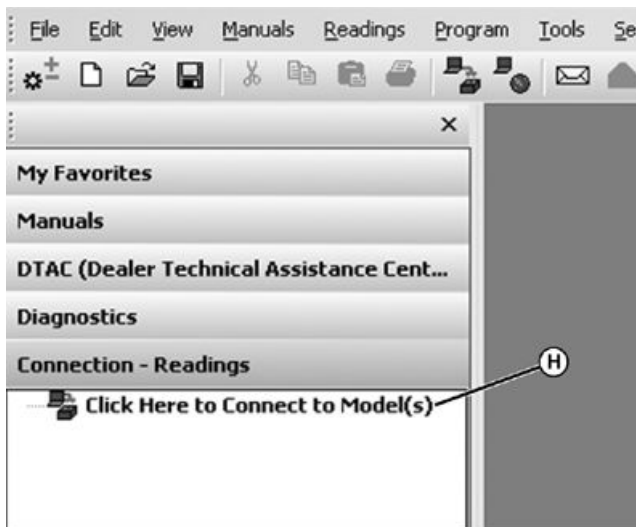 File Edit View Manuals Readings Program Tools Se
My Favorites
Manuals
DTAC (Dealer Technical Assistance Cent...
Diagnostics
Connection - Readings
Click Here to Connect to Model(s)
H